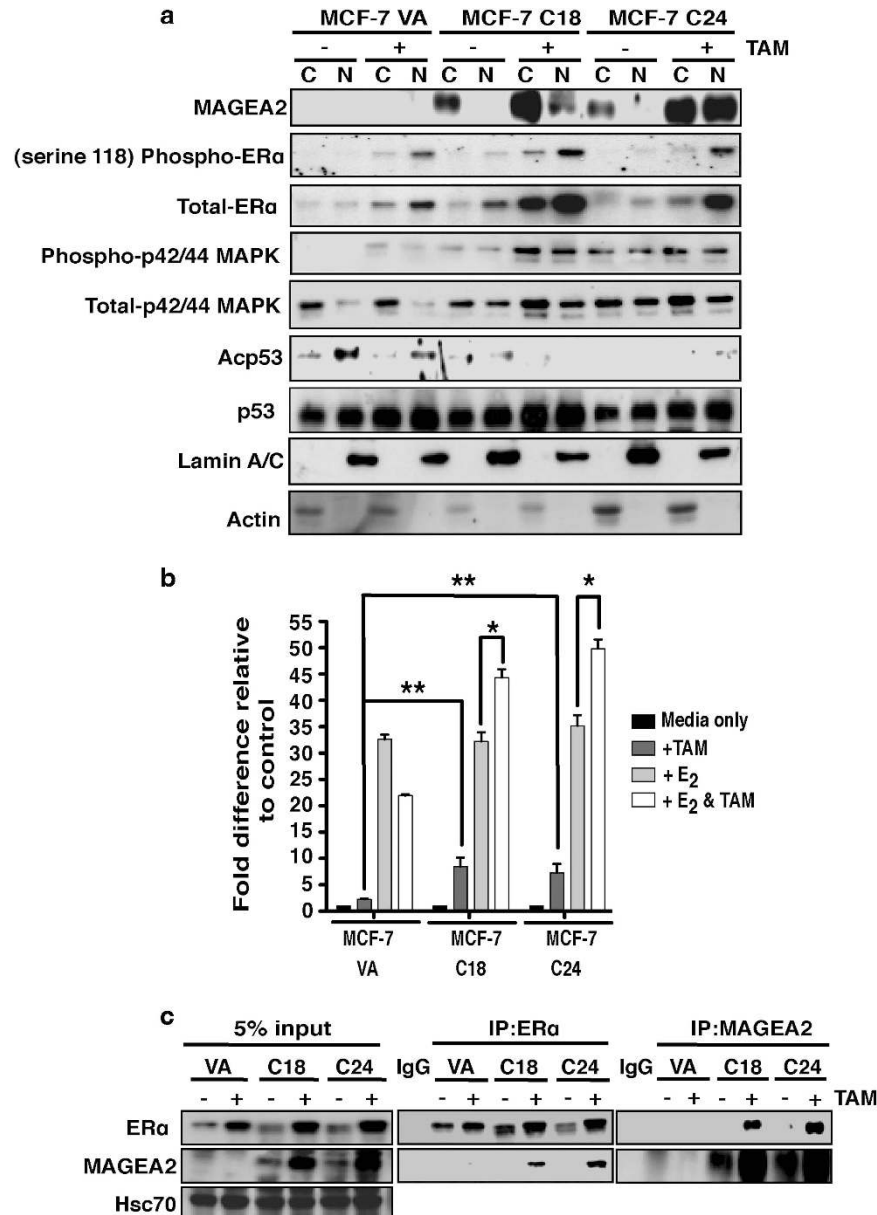 a
MCF-7 VA MCF-7 C18 MCF-7 C24
- + - + - + TAM
C N C N C N C N C N C N
MAGEA2
(serine 118) Phospho-ERα
Total-ERα
Phospho-p42/44 MAPK
Total-p42/44 MAPK
Acp53
p53
Lamin A/C
Actin
b
Fold difference relative
to control
55
50
45
40
35
30
25
20
15
10
5
0
** ** * *
Media only
+TAM
+ E2
+ E2 & TAM
MCF-7 MCF-7 MCF-7
VA C18 C24
c
5% input IP:ERα IP:MAGEA2
VA C18 C24 IgG VA C18 C24 IgG VA C18 C24
- + - + - + - + - + - + - + - + - + TAM
ERα
MAGEA2
Hsc70